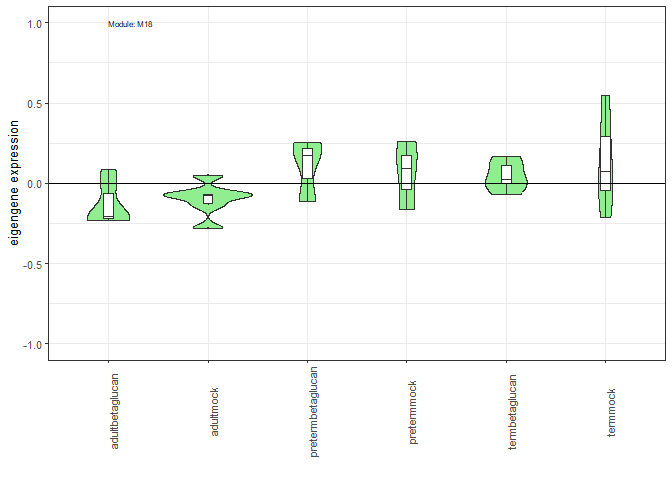 Module: M18
eigengene expression
1.0
0.5
0.0
-0.5
-1.0
adultbetaglucan
adultmock
pretermbetaglucan
pretermmock
termbetaglucan
termmock